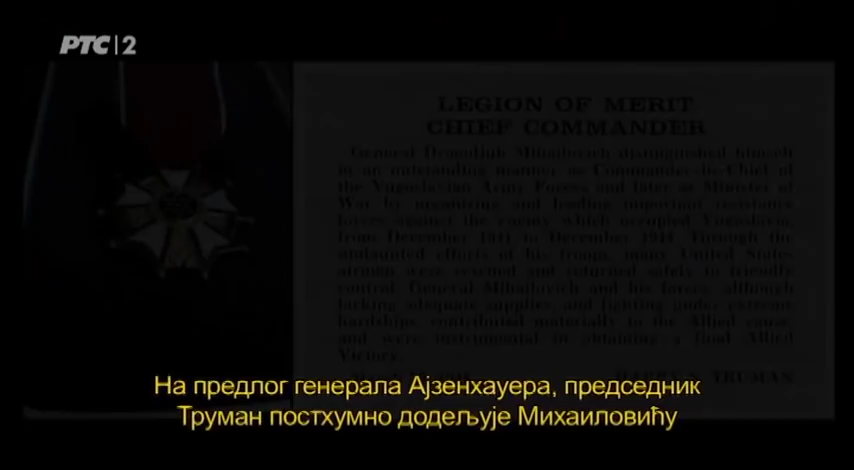 РТС|2
LEGION OF MERIT
CHIEF COMMANDER
General Dragoljub Mihailovich distinguished himself
in an outstanding manner as Commander-in-Chief of
the Yugoslavian Army Forces and later as Minister of
War by organizing and leading important resistance
forces against the enemy which occupied Yugoslavia,
from December 1941 to December 1944. Through the
undaunted efforts of his troops, many United States
airmen were rescued and returned safely to friendly
control. General Mihailovich and his forces, although
lacking adequate supplies, and fighting under extreme
hardships, contributed materially to the Allied cause,
and were instrumental in obtaining a final Allied
Victory.
HARRY S. TRUMAN
На предлог генерала Ајзенхауера, председник
Труман постхумно додељује Михаиловићу